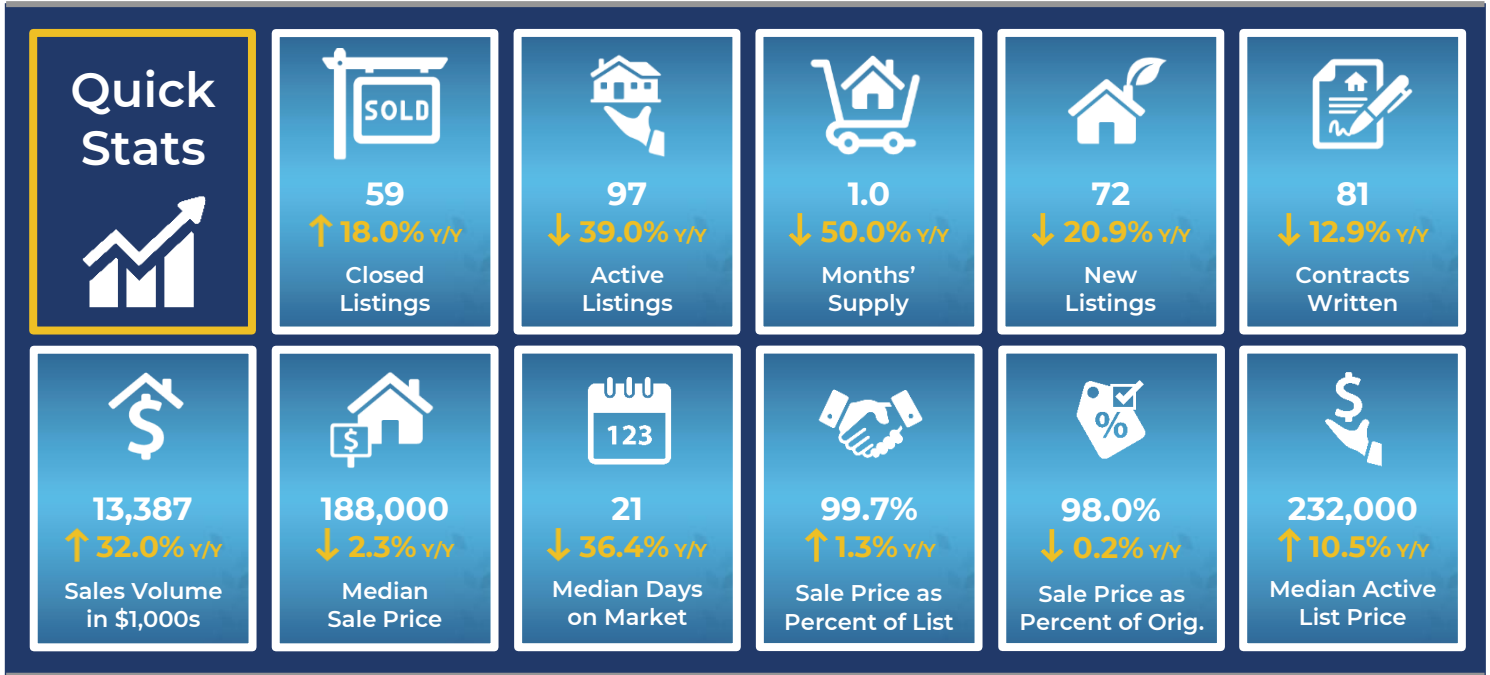 Quick
Stats
SOLD
59
↑ 18.0% Y/Y
Closed
Listings
97
↓ 39.0% Y/Y
Active
Listings
1.0
↓ 50.0% Y/Y
Months’
Supply
72
↓ 20.9% Y/Y
New
Listings
81
↓ 12.9% Y/Y
Contracts
Written
$
13,387
↑ 32.0% Y/Y
Sales Volume
in $1,000s
$
188,000
↓ 2.3% Y/Y
Median
Sale Price
123
21
↓ 36.4% Y/Y
Median Days
on Market
99.7%
↑ 1.3% Y/Y
Sale Price as
Percent of List
%
98.0%
↓ 0.2% Y/Y
Sale Price as
Percent of Orig.
$
232,000
↑ 10.5% Y/Y
Median Active
List Price